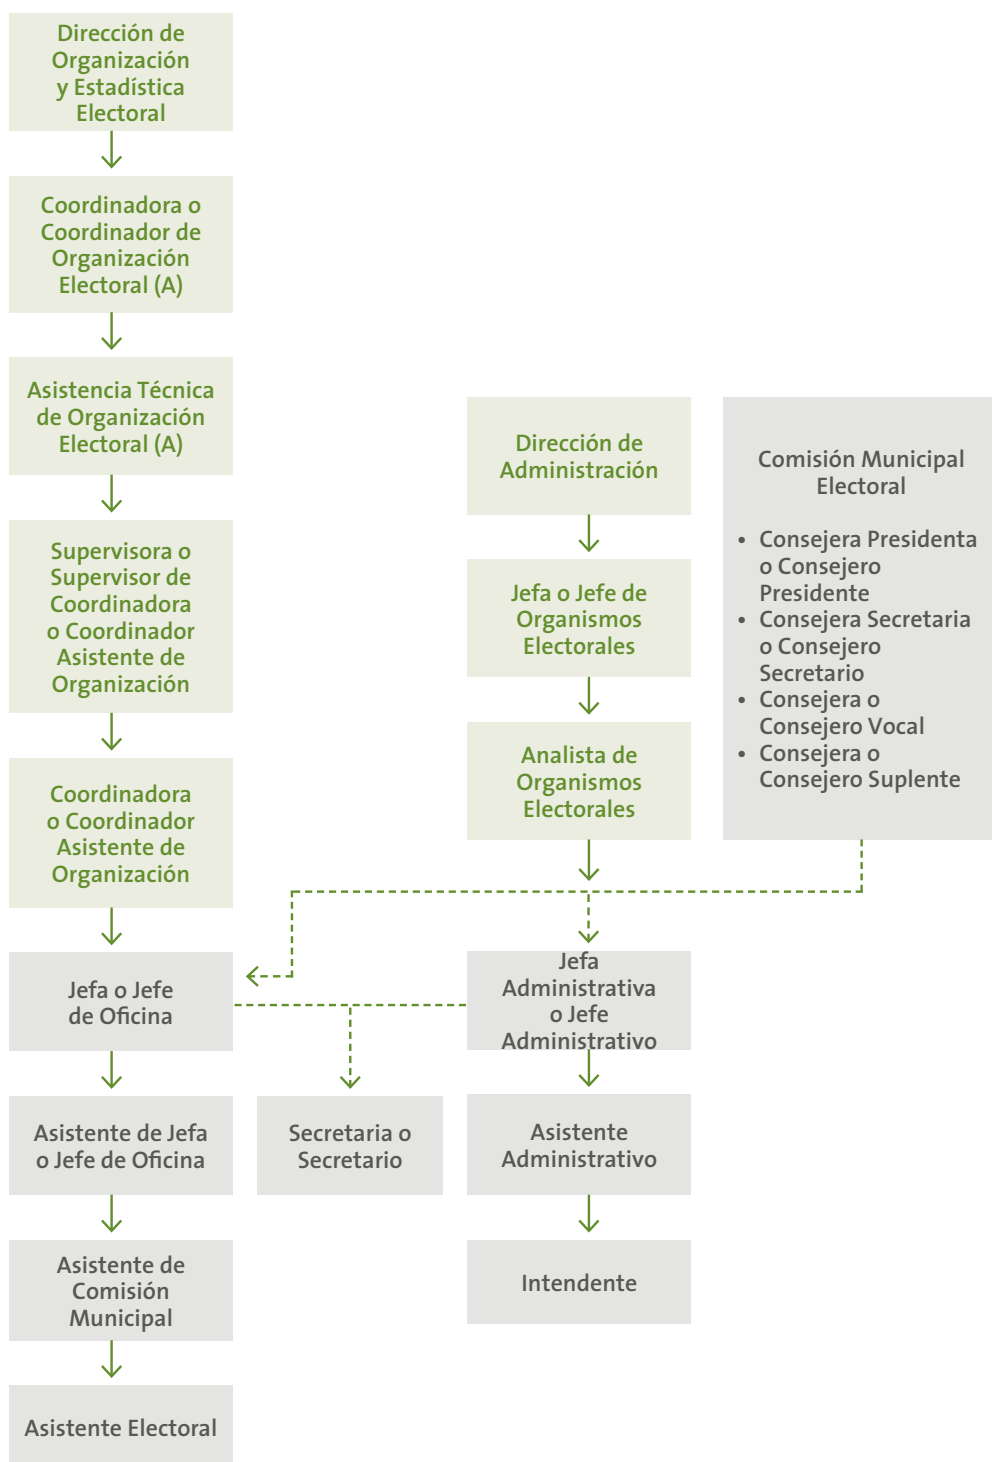 Dirección de
Organización
y Estadística
Electoral
Coordinadora o
Coordinador de
Organización
Electoral (A)
Asistencia Técnica
de Organización
Electoral (A)
Supervisora o
Supervisor de
Coordinadora
o Coordinador
Asistente de
Organización
Coordinadora
o Coordinador
Asistente de
Organización
Jefa o Jefe
de Oficina
Asistente de Jefa
o Jefe de Oficina
Asistente de
Comisión
Municipal
Asistente Electoral
Secretaria o
Secretario
Dirección de
Administración
Jefa o Jefe de
Organismos
Electorales
Analista de
Organismos
Electorales
Jefa
Administrativa
o Jefe
Administrativo
Asistente
Administrativo
Intendente
Comisión Municipal
Electoral
• Consejera Presidenta
o Consejero
Presidente
• Consejera Secretaria
o Consejero
Secretario
• Consejera o
Consejero Vocal
• Consejera o
Consejero Suplente